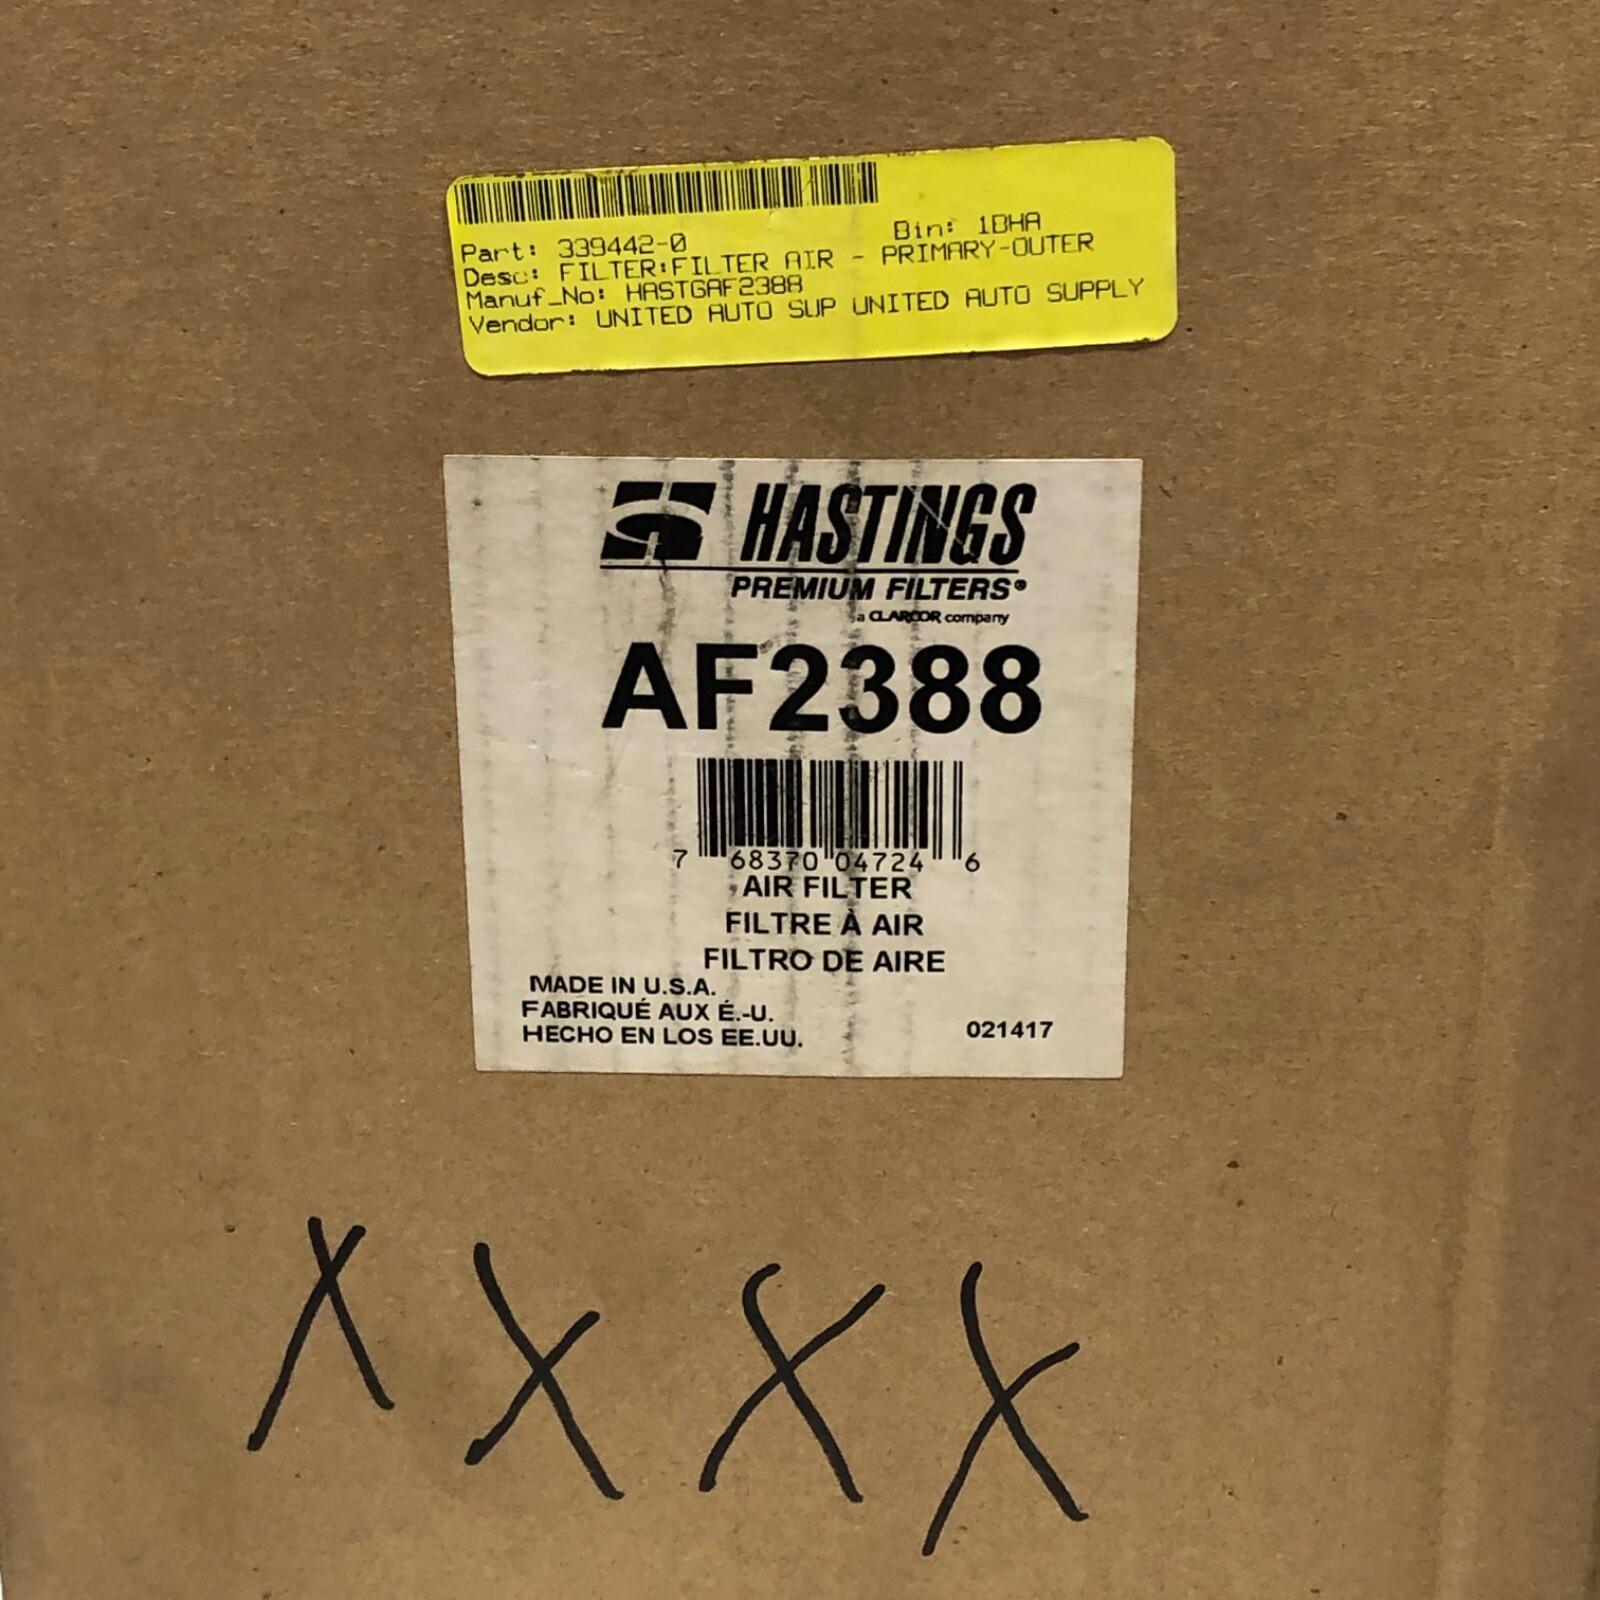 Part: 339442-0 Bin: 1DHA
Desc: FILTER:FILTER AIR - PRIMARY-OUTER
Manuf_No: HASTGAF2388
Vendor: UNITED AUTO SUP UNITED AUTO SUPPLY
HASTINGS
PREMIUM FILTERS®
a CLARCOR company
AF2388
7 68370 04724 6
AIR FILTER
FILTRE À AIR
FILTRO DE AIRE
MADE IN U.S.A.
FABRIQUÉ AUX É.-U.
HECHO EN LOS EE.UU. 021417
X X X X